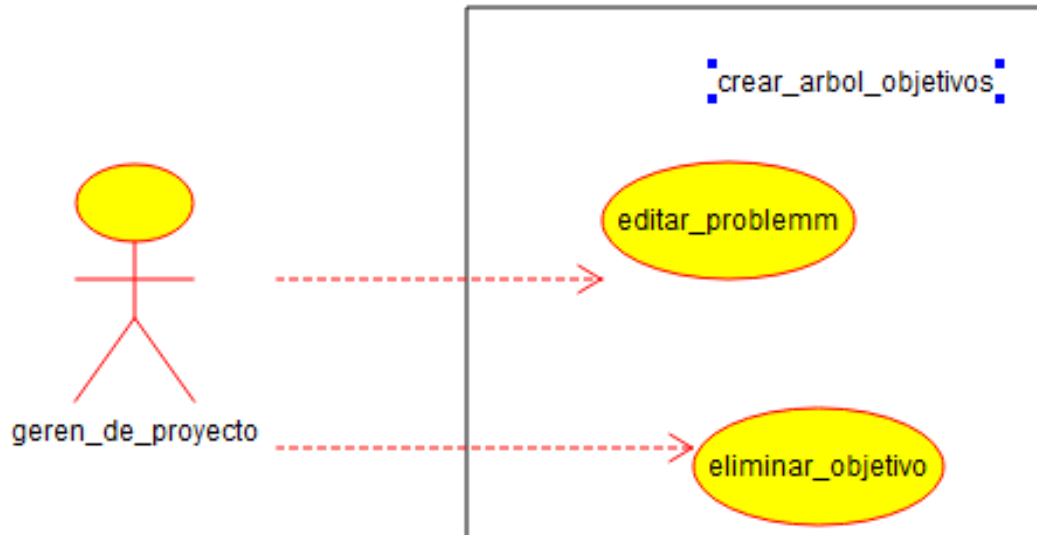 crear_arbol_objetivos
editar_problemm
geren_de_proyecto
eliminar_objetivo